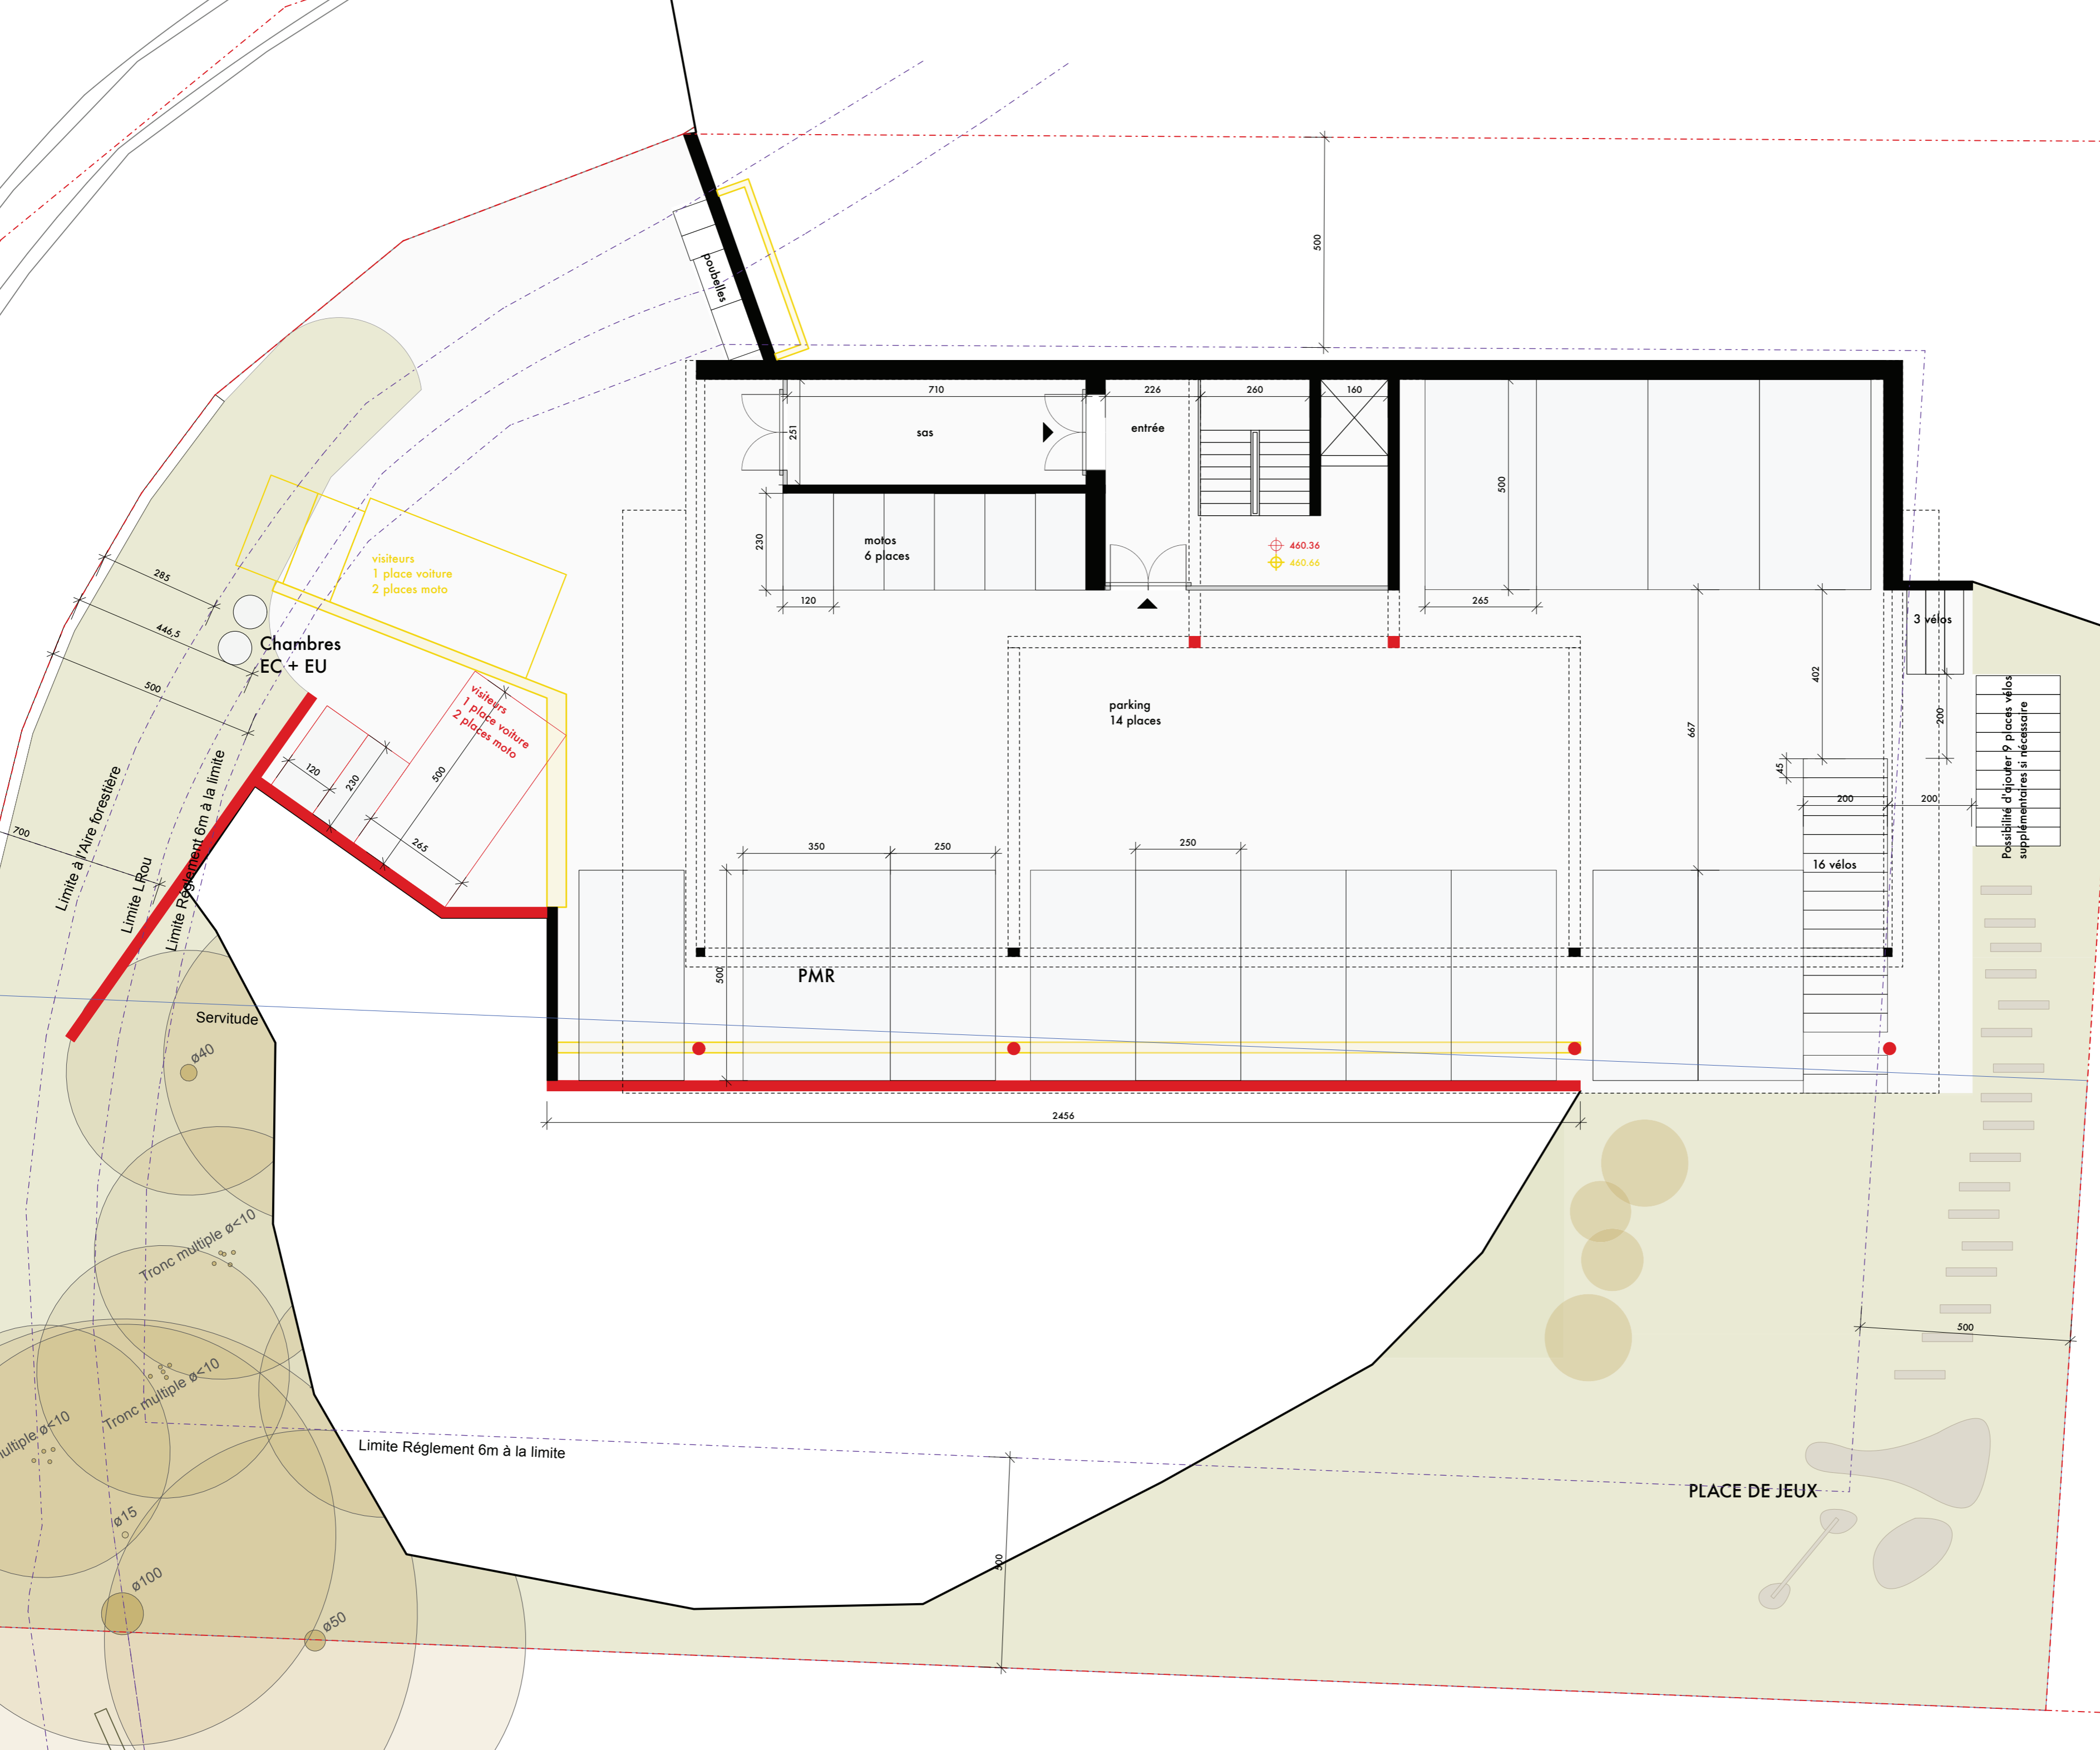 500
poubelles
710
226
260
160
251
sas
entrée
500
230
motos
6 places
460.36
460.66
120
265
visiteurs
1 place voiture
2 places moto
285
446,5
500
Chambres
EC + EU
3 vélos
402
667
200
Possibilité d'ajouter 9 places vélos
supplémentaires si nécessaire
visiteurs
1 place voiture
2 places moto
parking
14 places
120
230
500
265
45
200
200
700
Limite à l'Aire forestière
Limite LRou
Limite Réglement 6m à la limite
350
250
250
16 vélos
500
PMR
Servitude
ø40
2456
Tronc multiple ø<10
Tronc multiple ø<10
ultiple ø<10
500
Limite Réglement 6m à la limite
PLACE DE JEUX
ø15
500
ø100
ø50